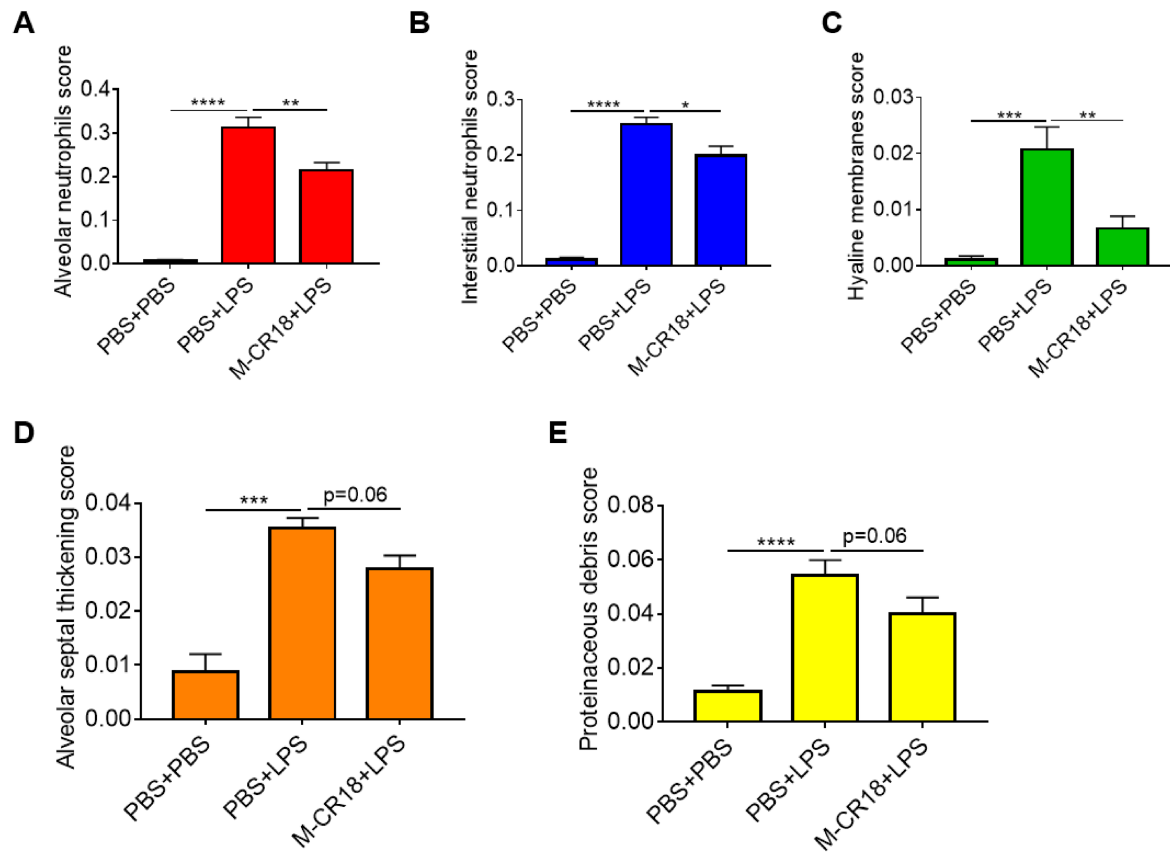 A
Alveolar neutrophils score
0.4
0.3
0.2
0.1
0.0
**** **
PBS+PBS
PBS+LPS
M-CR18+LPS
B
Interstitial neutrophils score
0.3
0.2
0.1
0.0
**** *
PBS+PBS
PBS+LPS
M-CR18+LPS
C
Hyaline membranes score
0.03
0.02
0.01
0.00
*** **
PBS+PBS
PBS+LPS
M-CR18+LPS
D
Alveolar septal thickening score
0.04
0.03
0.02
0.01
0.00
*** p=0.06
PBS+PBS
PBS+LPS
M-CR18+LPS
E
Proteinaceous debris score
0.08
0.06
0.04
0.02
0.00
**** p=0.06
PBS+PBS
PBS+LPS
M-CR18+LPS